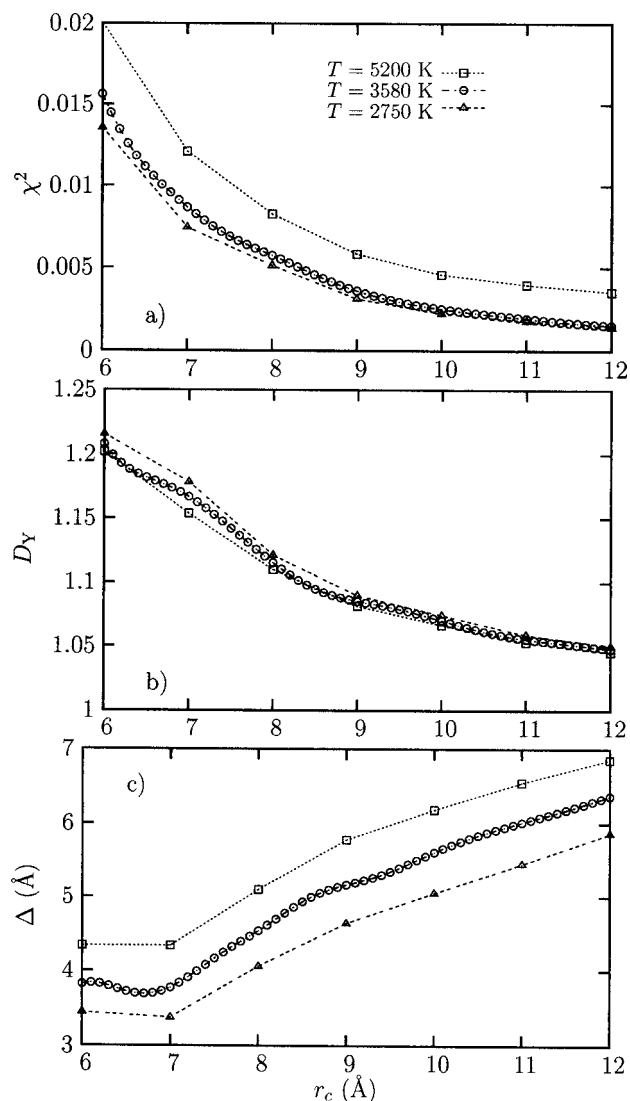 0.02
0.015
0.01
0.005
0
χ²
T = 5200 K
T = 3580 K
T = 2750 K
a)
6 7 8 9 10 11 12
1.25
1.2
1.15
1.1
1.05
1
D_Y
b)
6 7 8 9 10 11 12
7
6
5
4
3
Δ (Å)
c)
6 7 8 9 10 11 12
r_c (Å)